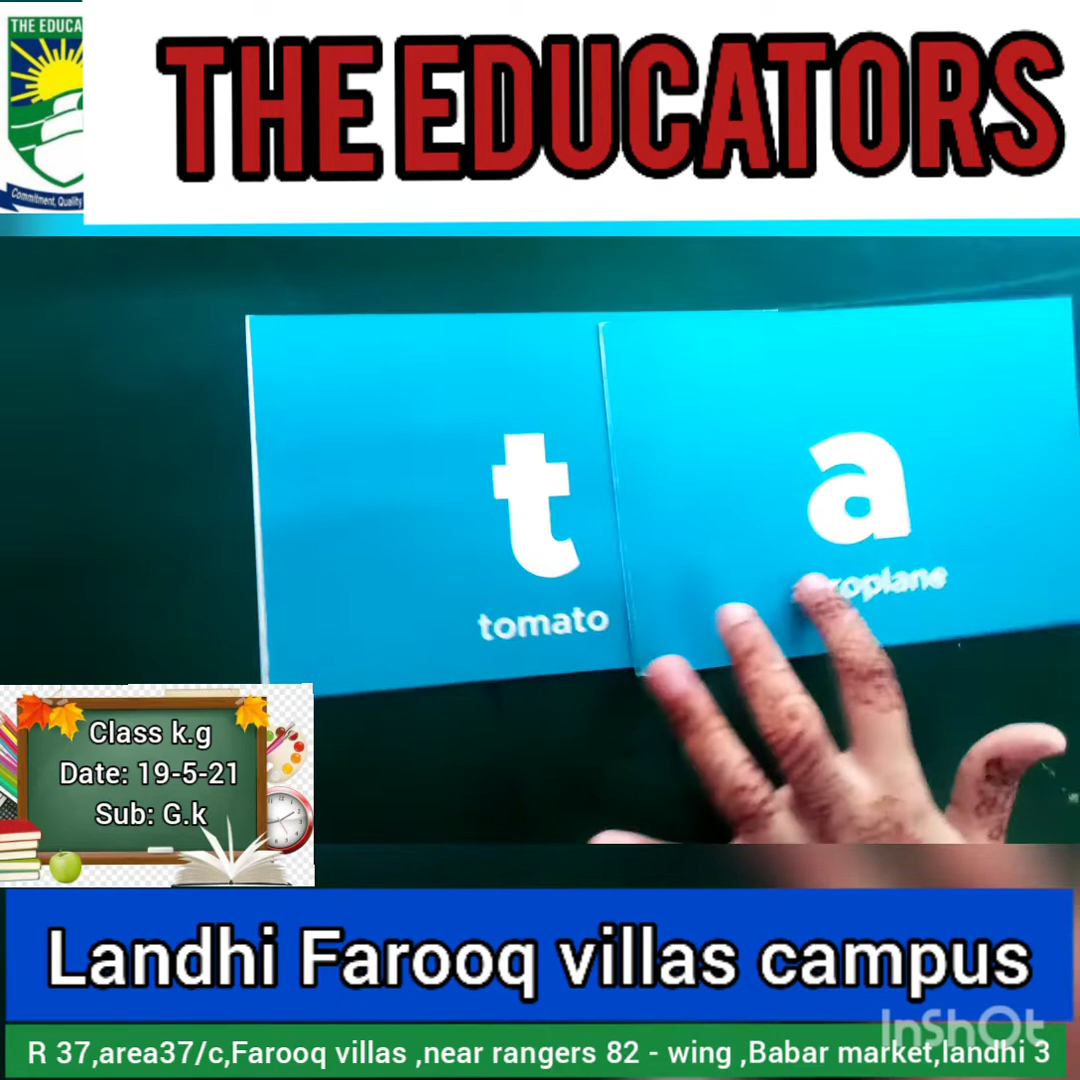 THE EDUCA
THE EDUCATORS
Commitment, Quality
t
a
tomato
Class k.g
Date: 19-5-21
Sub: G.k
Landhi Farooq villas campus
InShOt
R 37,area37/c,Farooq villas ,near rangers 82 - wing ,Babar market,landhi 3